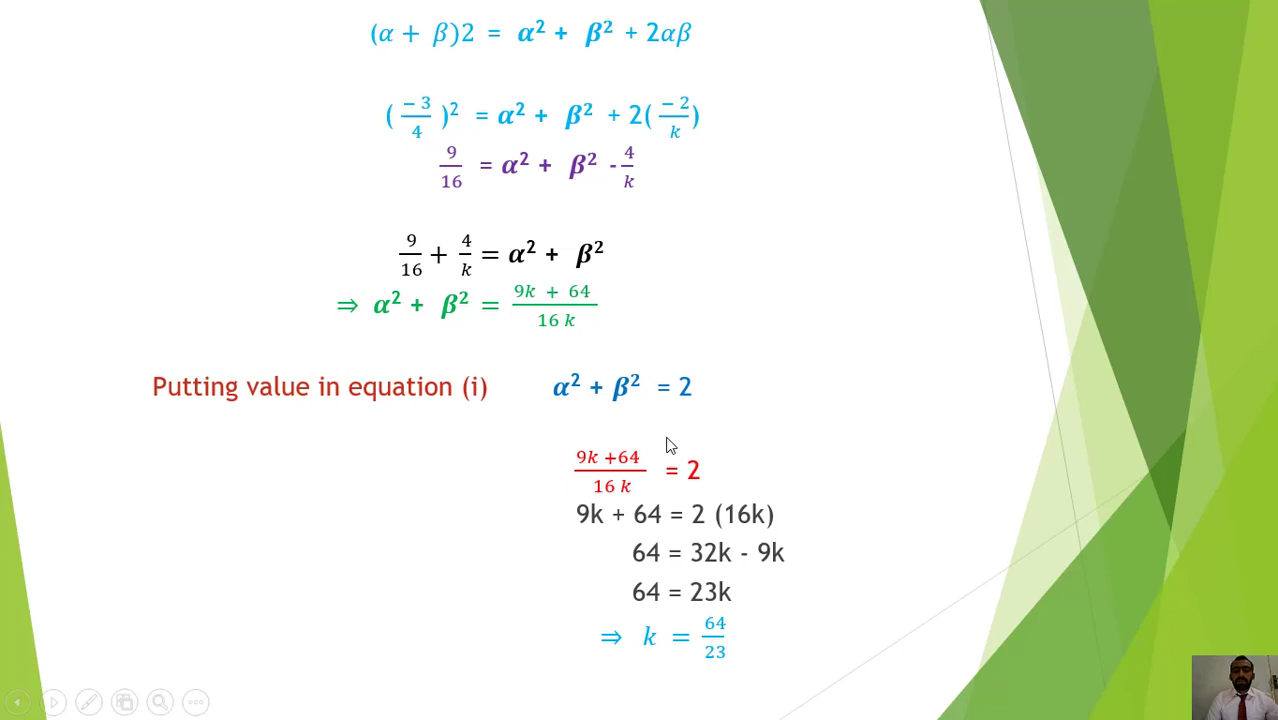 (α + β)2 = α² + β² + 2αβ
(−3/4)² = α² + β² + 2(−2/k)
9/16 = α² + β² - 4/k
9/16 + 4/k = α² + β²
⇒ α² + β² = (9k + 64)/(16 k)
Putting value in equation (i) α² + β² = 2
(9k +64)/(16 k) = 2
9k + 64 = 2 (16k)
64 = 32k - 9k
64 = 23k
⇒ k = 64/23